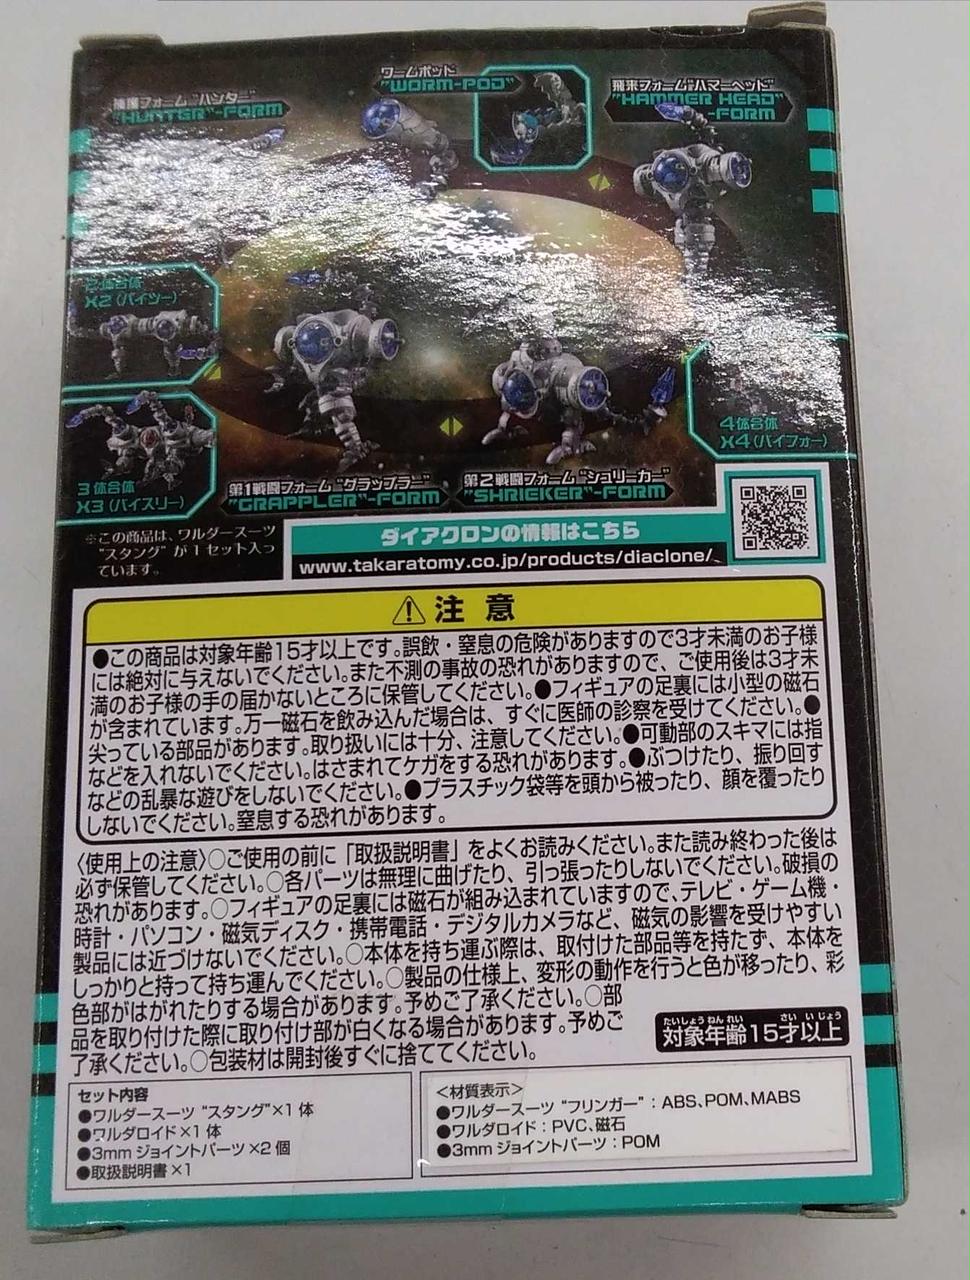 ワームポッド
"WORM-POD"
捕獲フォーム"ハンター"
"HUNTER"-FORM
飛来フォーム"ハマーヘッド"
"HAMMER HEAD"
-FORM
2体合体
X2(バイツー)
3体合体
X3(バイスリー)
4体合体
X4(バイフォー)
第1戦闘フォーム"グラップラー"
"GRAPPLER"-FORM
第2戦闘フォーム"シュリーカー"
"SHRIEKER"-FORM
※この商品は、ワルダースーツ
"スタング"が1セット入っ
ています。
ダイアクロンの情報はこちら
www.takaratomy.co.jp/products/diaclone/
⚠注意
●この商品は対象年齢15才以上です。誤飲・窒息の危険がありますので3才未満のお子様
には絶対に与えないでください。また不測の事故の恐れがありますので、ご使用後は3才未
満のお子様の手の届かないところに保管してください。●フィギュアの足裏には小型の磁石
が含まれています。万一磁石を飲み込んだ場合は、すぐに医師の診察を受けてください。●
尖っている部品があります。取り扱いには十分、注意してください。●可動部のスキマには指
などを入れないでください。はさまれてケガをする恐れがあります。●ぶつけたり、振り回す
などの乱暴な遊びをしないでください。●プラスチック袋等を頭から被ったり、顔を覆ったり
しないでください。窒息する恐れがあります。
〈使用上の注意〉○ご使用の前に「取扱説明書」をよくお読みください。また読み終わった後は
必ず保管してください。○各パーツは無理に曲げたり、引っ張ったりしないでください。破損の
恐れがあります。○フィギュアの足裏には磁石が組み込まれていますので、テレビ・ゲーム機・
時計・パソコン・磁気ディスク・携帯電話・デジタルカメラなど、磁気の影響を受けやすい
製品には近づけないでください。○本体を持ち運ぶ際は、取付けた部品等を持たず、本体を
しっかりと持って持ち運んでください。○製品の仕様上、変形の動作を行うと色が移ったり、彩
色部がはがれたりする場合があります。予めご了承ください。○部
品を取り付けた際に取り付け部が白くなる場合があります。予めご
了承ください。○包装材は開封後すぐに捨ててください。
たいしょうねんれい さいいじょう
対象年齢15才以上
セット内容
●ワルダースーツ "スタング"×1体
●ワルダロイド×1体
●3mmジョイントパーツ×2個
●取扱説明書×1
<材質表示>
●ワルダースーツ "フリンガー"：ABS、POM、MABS
●ワルダロイド：PVC、磁石
●3mmジョイントパーツ：POM